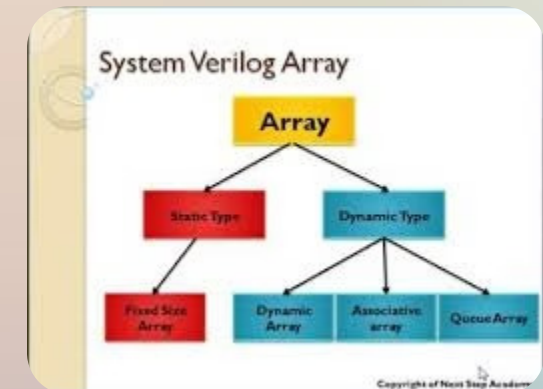 System Verilog Array
Array
Static Type
Dynamic Type
Fixed Size
Array
Dynamic
Array
Associative
array
Queue Array
Copyright of Next Step Academy